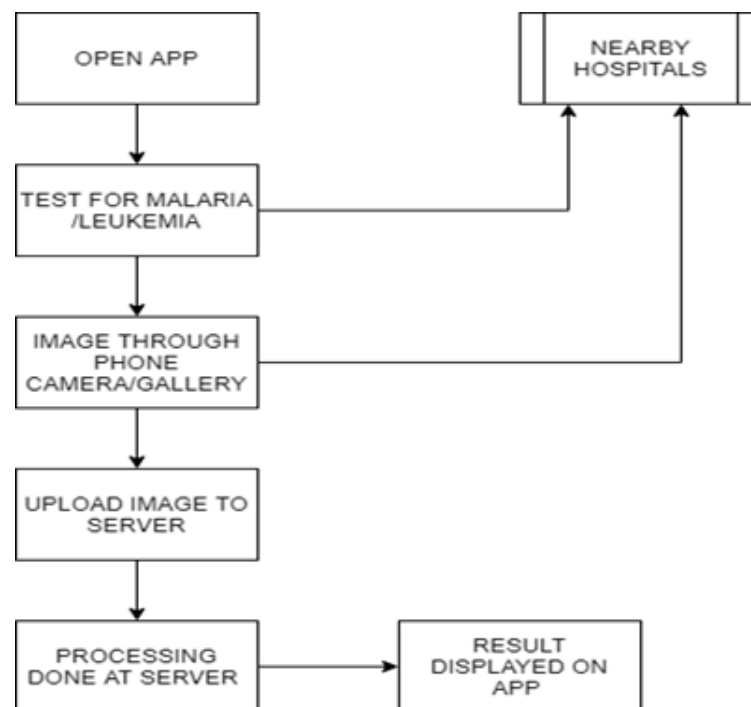 OPEN APP
NEARBY
HOSPITALS
TEST FOR MALARIA
/LEUKEMIA
IMAGE THROUGH
PHONE
CAMERA/GALLERY
UPLOAD IMAGE TO
SERVER
PROCESSING
DONE AT SERVER
RESULT
DISPLAYED ON
APP